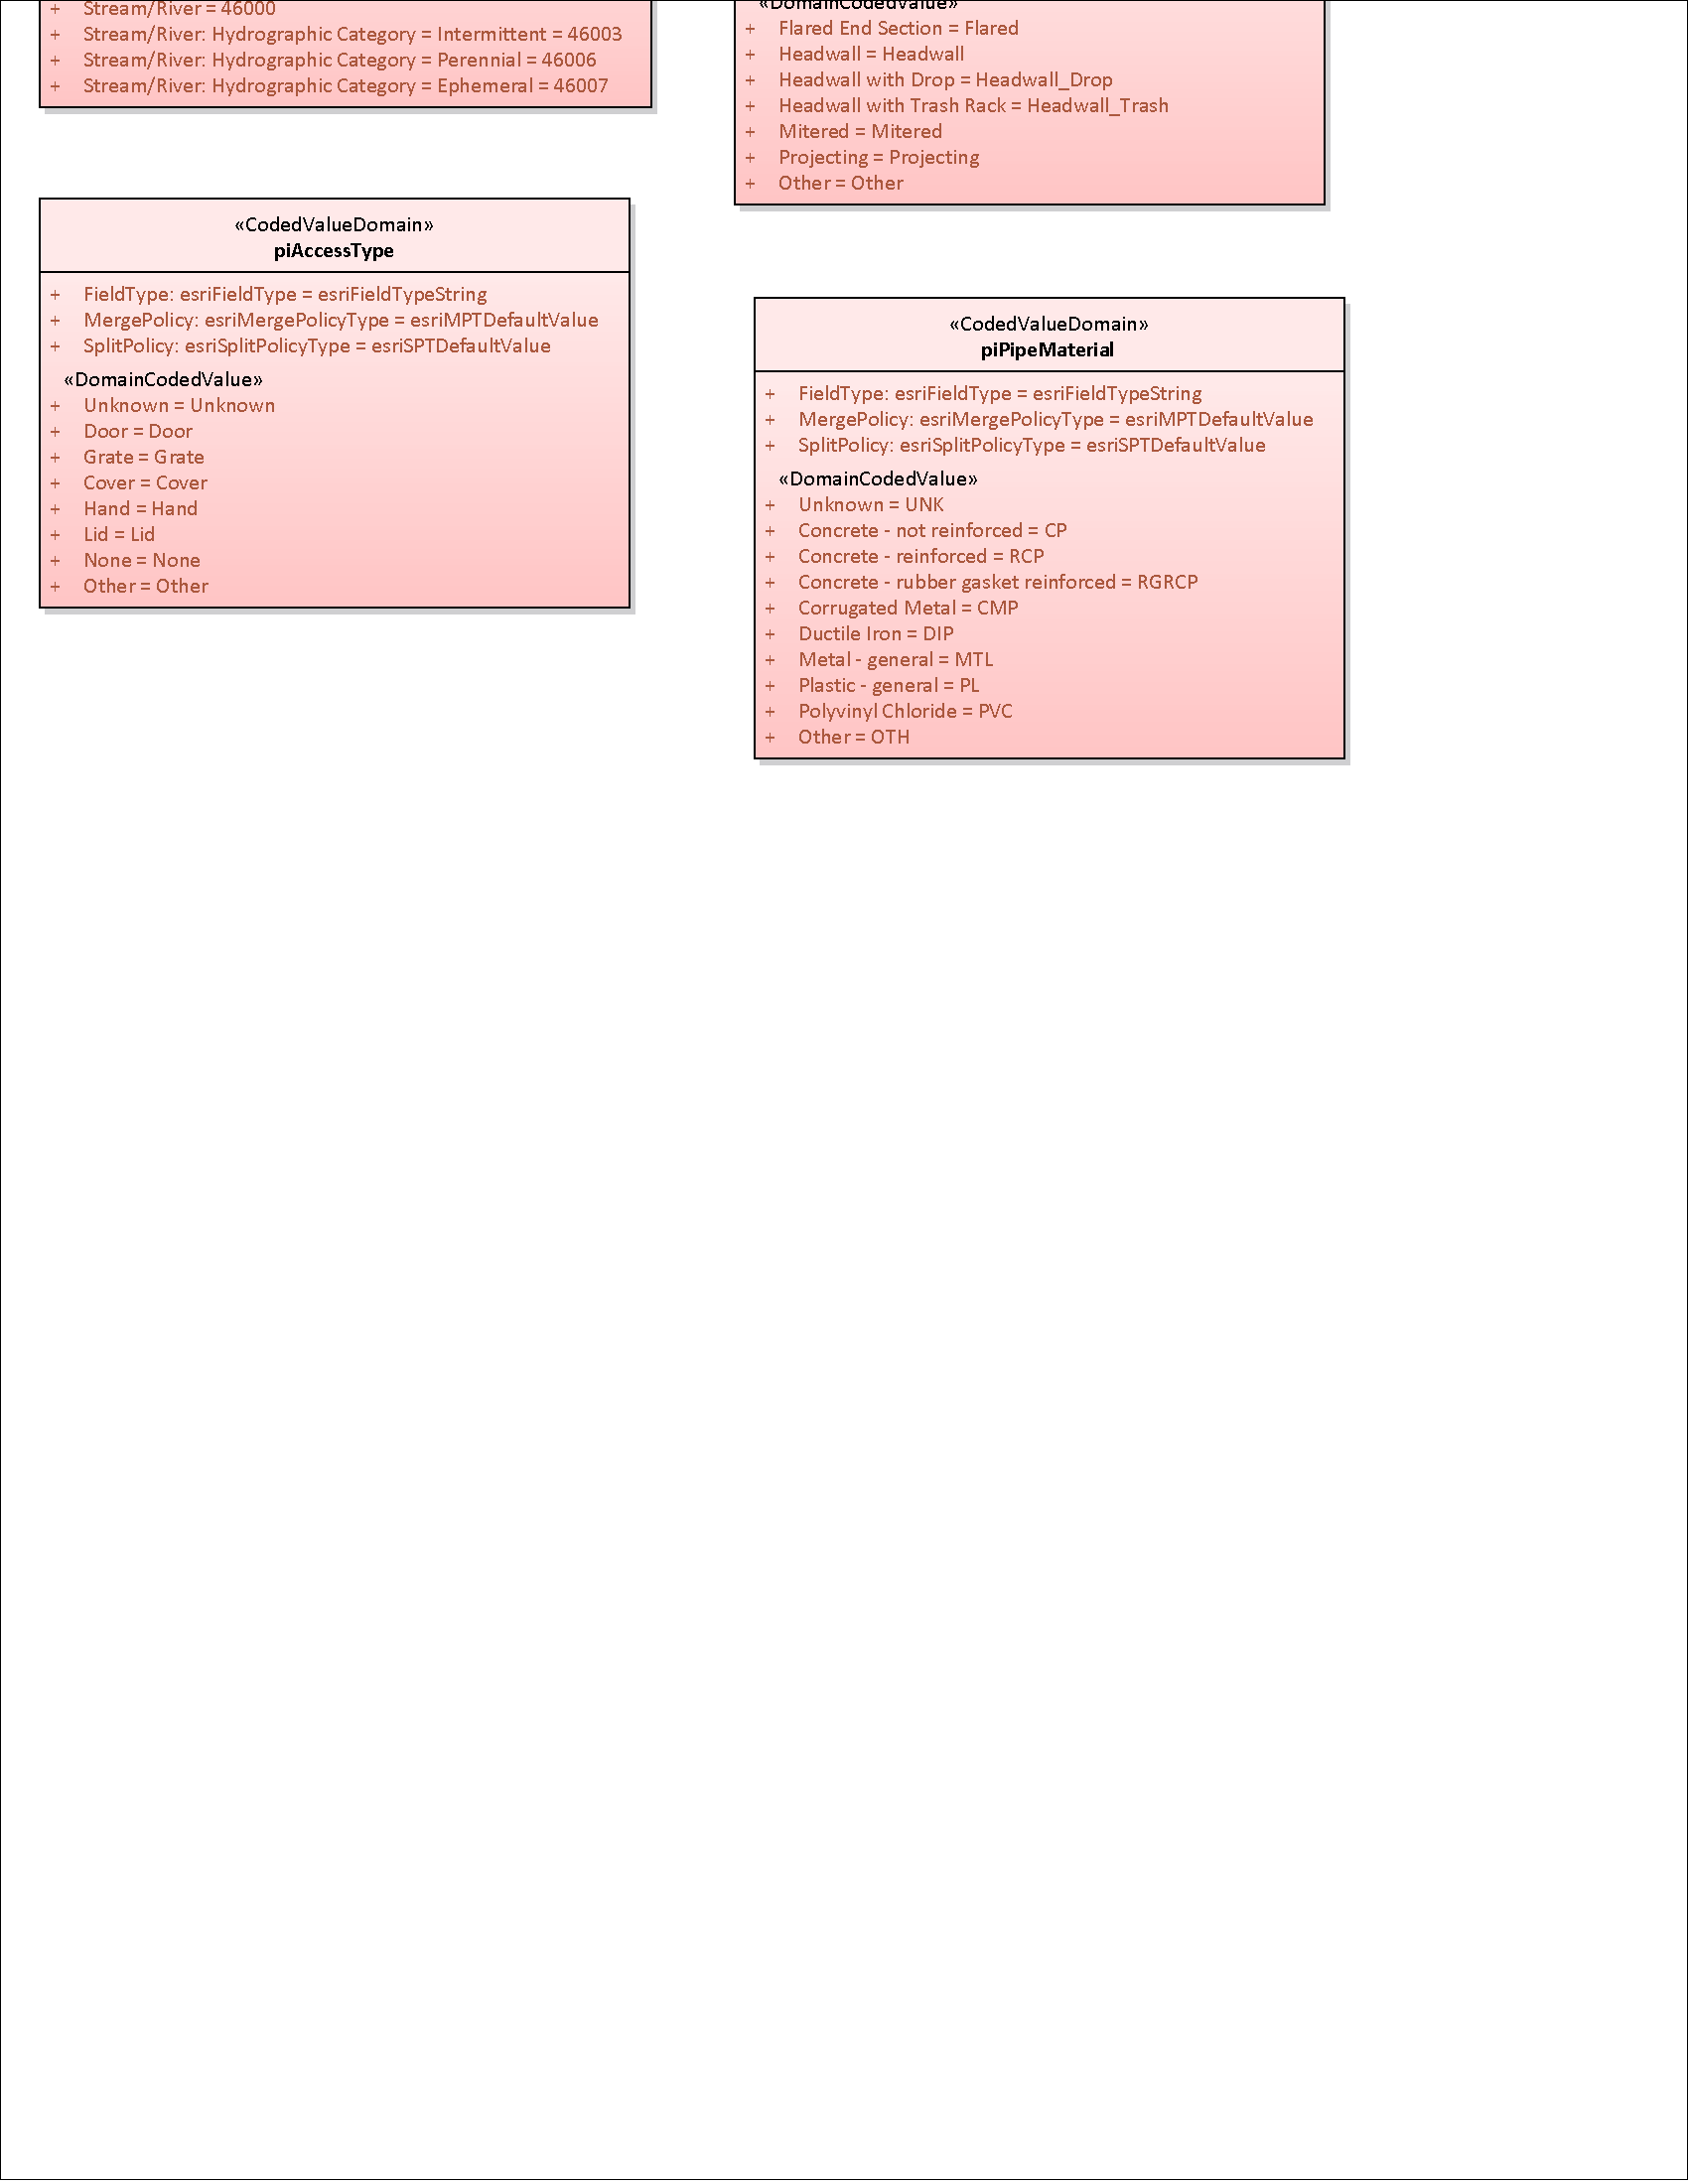 Stream/River = 46000
+ Stream/River: Hydrographic Category = Intermittent = 46003
+ Stream/River: Hydrographic Category = Perennial = 46006
+ Stream/River: Hydrographic Category = Ephemeral = 46007
«DomainCodedValue»
+ Flared End Section = Flared
+ Headwall = Headwall
+ Headwall with Drop = Headwall_Drop
+ Headwall with Trash Rack = Headwall_Trash
+ Mitered = Mitered
+ Projecting = Projecting
+ Other = Other
«CodedValueDomain»
piAccessType
+ FieldType: esriFieldType = esriFieldTypeString
+ MergePolicy: esriMergePolicyType = esriMPTDefaultValue
+ SplitPolicy: esriSplitPolicyType = esriSPTDefaultValue
«DomainCodedValue»
+ Unknown = Unknown
+ Door = Door
+ Grate = Grate
+ Cover = Cover
+ Hand = Hand
+ Lid = Lid
+ None = None
+ Other = Other
«CodedValueDomain»
piPipeMaterial
+ FieldType: esriFieldType = esriFieldTypeString
+ MergePolicy: esriMergePolicyType = esriMPTDefaultValue
+ SplitPolicy: esriSplitPolicyType = esriSPTDefaultValue
«DomainCodedValue»
+ Unknown = UNK
+ Concrete - not reinforced = CP
+ Concrete - reinforced = RCP
+ Concrete - rubber gasket reinforced = RGRCP
+ Corrugated Metal = CMP
+ Ductile Iron = DIP
+ Metal - general = MTL
+ Plastic - general = PL
+ Polyvinyl Chloride = PVC
+ Other = OTH